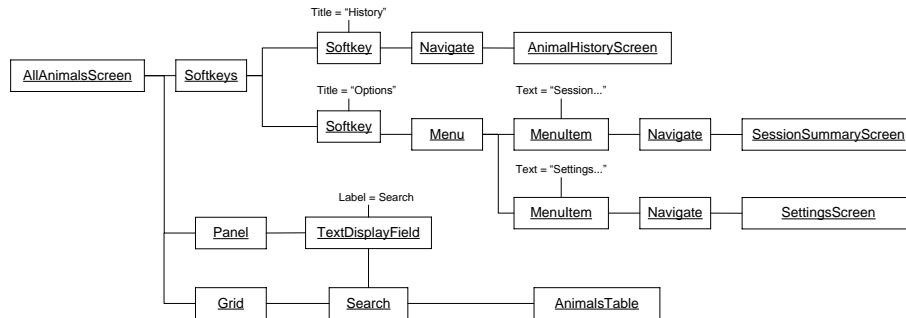 Title = “History”
Softkey
Navigate
AnimalHistoryScreen
AllAnimalsScreen
Softkeys
Title = “Options”
Softkey
Menu
Text = “Session...”
MenuItem
Navigate
SessionSummaryScreen
Text = “Settings...”
MenuItem
Navigate
SettingsScreen
Label = Search
Panel
TextDisplayField
Grid
Search
AnimalsTable